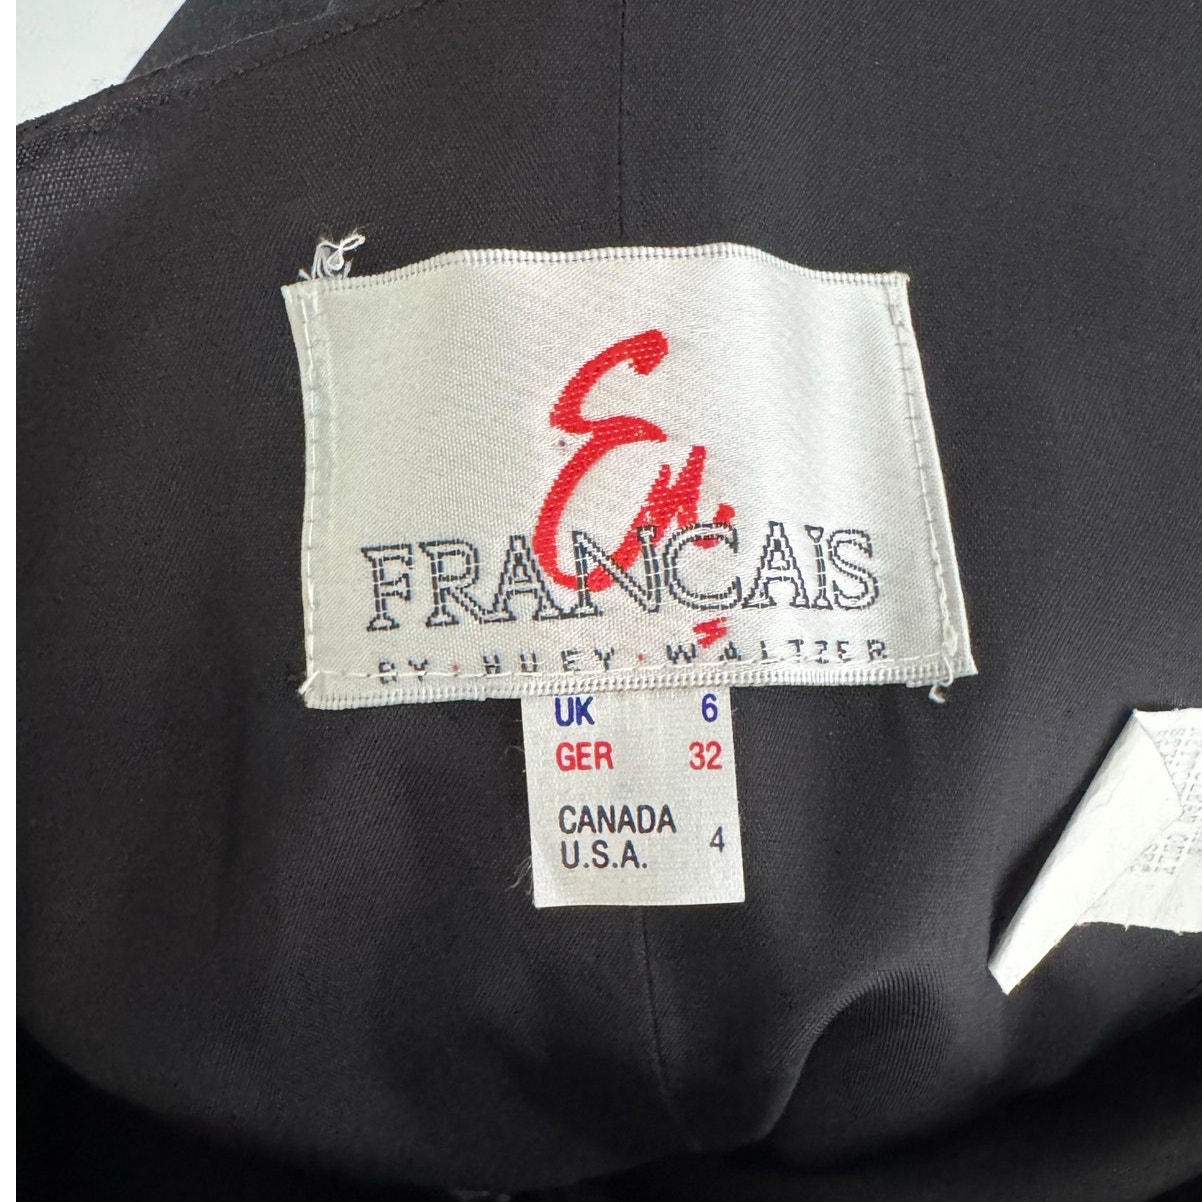 En.
FRANÇAiS
BY · HUEY · WALTZER
UK 6
GER 32
CANADA
U.S.A. 4